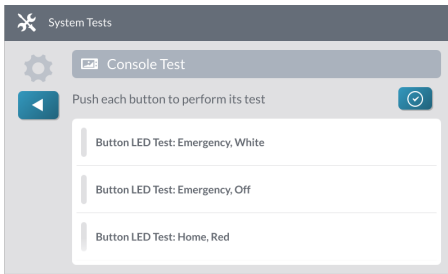 System Tests
Console Test
Push each button to perform its test
Button LED Test: Emergency, White
Button LED Test: Emergency, Off
Button LED Test: Home, Red